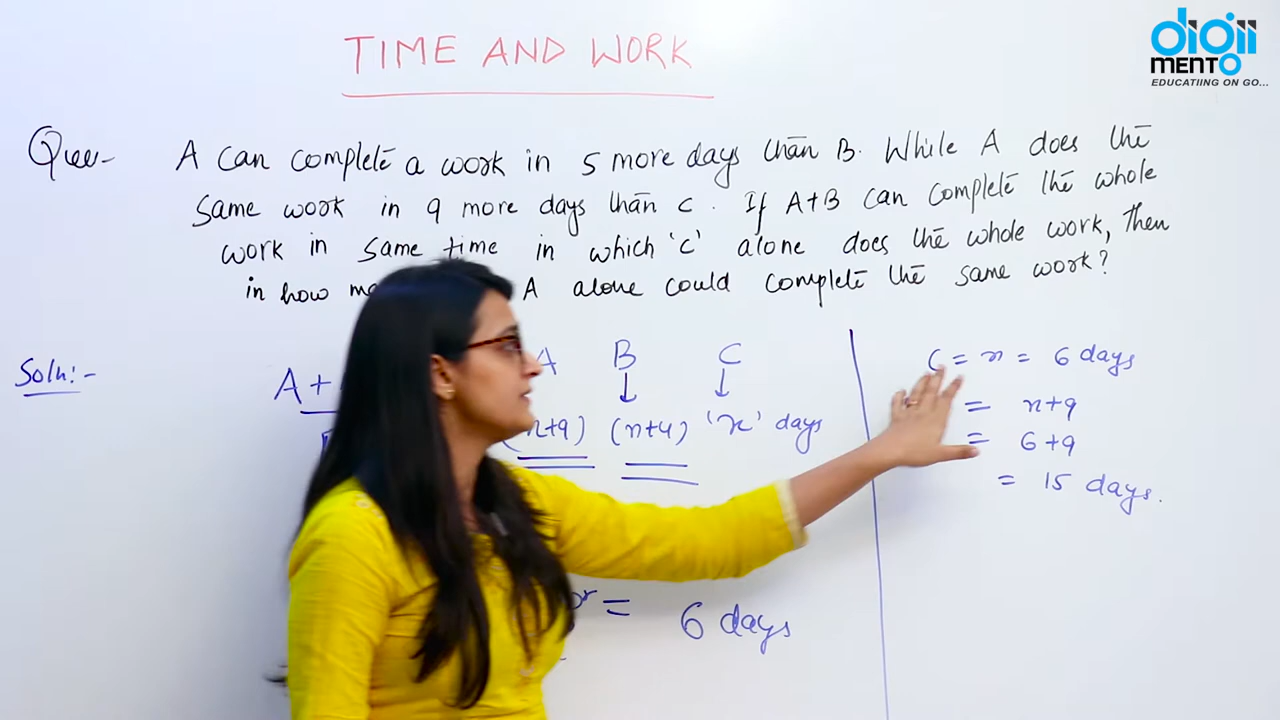 digii
MENTO
EDUCATIING ON GO...
TIME AND WORK
Ques- A can complete a work in 5 more days than B. While A does the
same work in 9 more days than C. If A+B can complete the whole
work in same time in which 'C' alone does the whole work, then
in how A alone could complete the same work?
Soln:- A+ A B C
(x+9) (x+4) 'x' days
= 6 days
C = x = 6 days
= x+9
= 6+9
= 15 days.